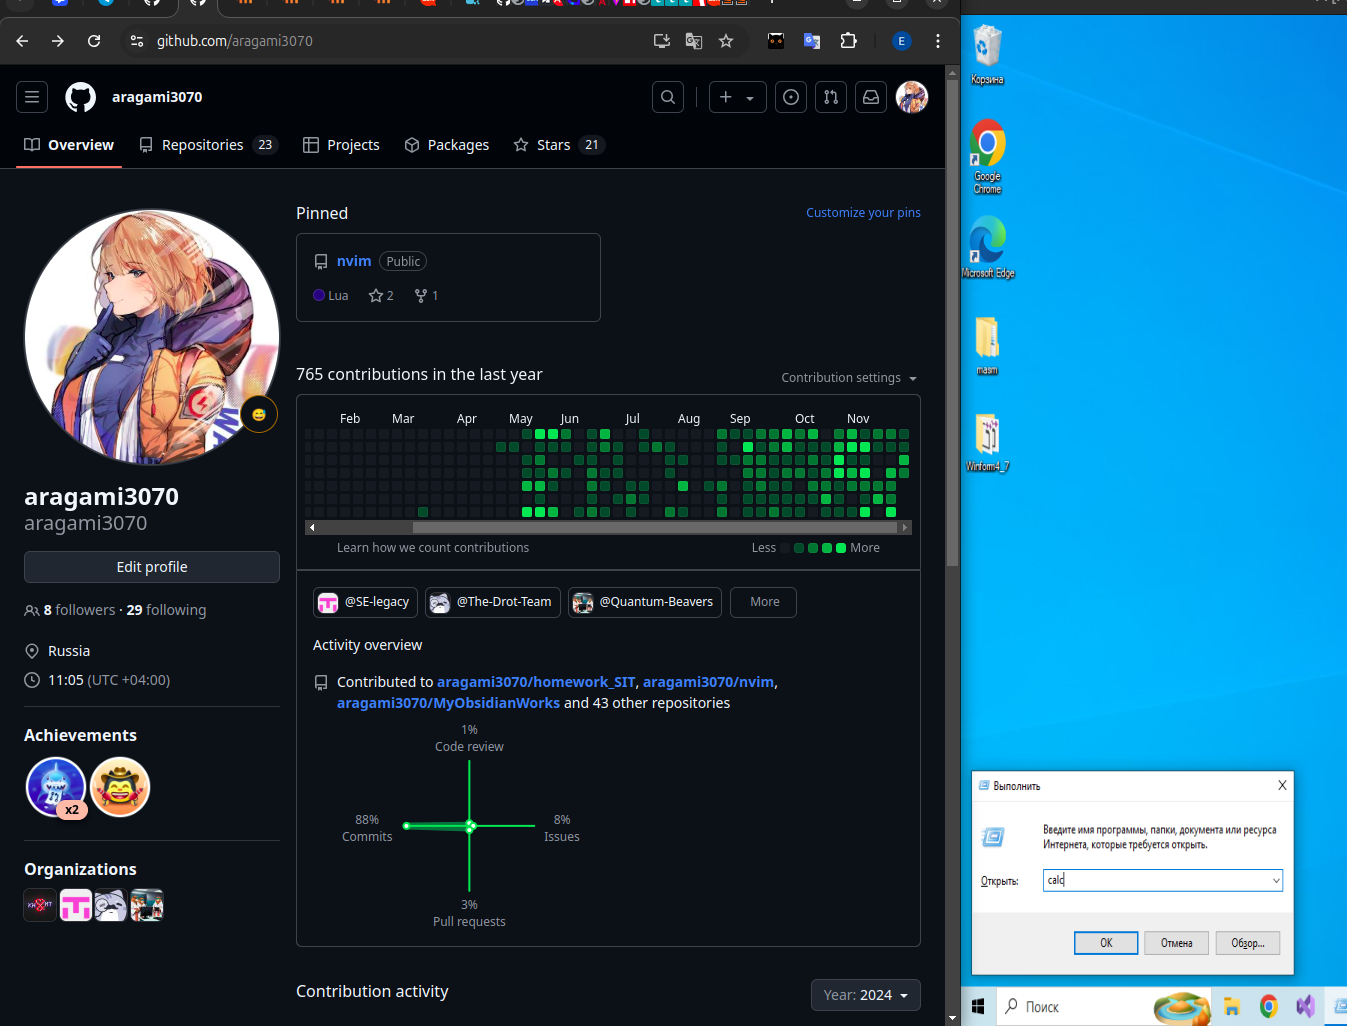 github.com/aragami3070
E
aragami3070
Overview
Repositories 23
Projects
Packages
Stars 21
Pinned
Customize your pins
nvim Public
Lua 2 1
765 contributions in the last year
Contribution settings
Feb Mar Apr May Jun Jul Aug Sep Oct Nov
Learn how we count contributions
Less More
aragami3070
aragami3070
Edit profile
8 followers · 29 following
Russia
11:05 (UTC +04:00)
Achievements
x2
Organizations
@SE-legacy
@The-Drot-Team
@Quantum-Beavers
More
Activity overview
Contributed to aragami3070/homework_SIT, aragami3070/nvim,
aragami3070/MyObsidianWorks and 43 other repositories
1%
Code review
88%
Commits
8%
Issues
3%
Pull requests
Contribution activity
Year: 2024
Корзина
Google
Chrome
Microsoft Edge
masm
Winform4_7
Выполнить
Введите имя программы, папки, документа или ресурса
Интернета, которые требуется открыть.
Открыть:
calc
ОК
Отмена
Обзор...
Поиск